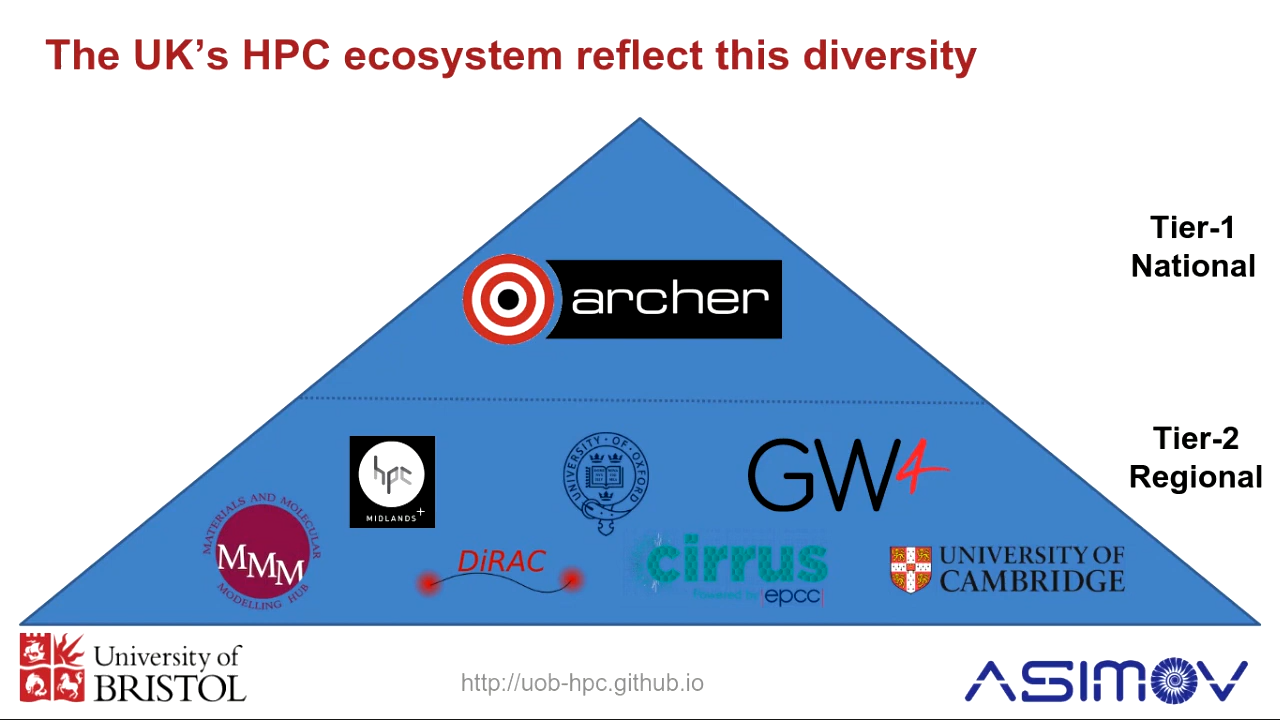 The UK’s HPC ecosystem reflect this diversity
Tier-1
National
archer
Tier-2
Regional
hpc
MIDLANDS+
UNIVERSITY·OF·OXFORD
GW4
MATERIALS AND MOLECULAR
MMM
MODELLING HUB
DiRAC
cirrus
Powered by |epcc|
UNIVERSITY OF
CAMBRIDGE
University of
BRISTOL
http://uob-hpc.github.io
ASIMOV